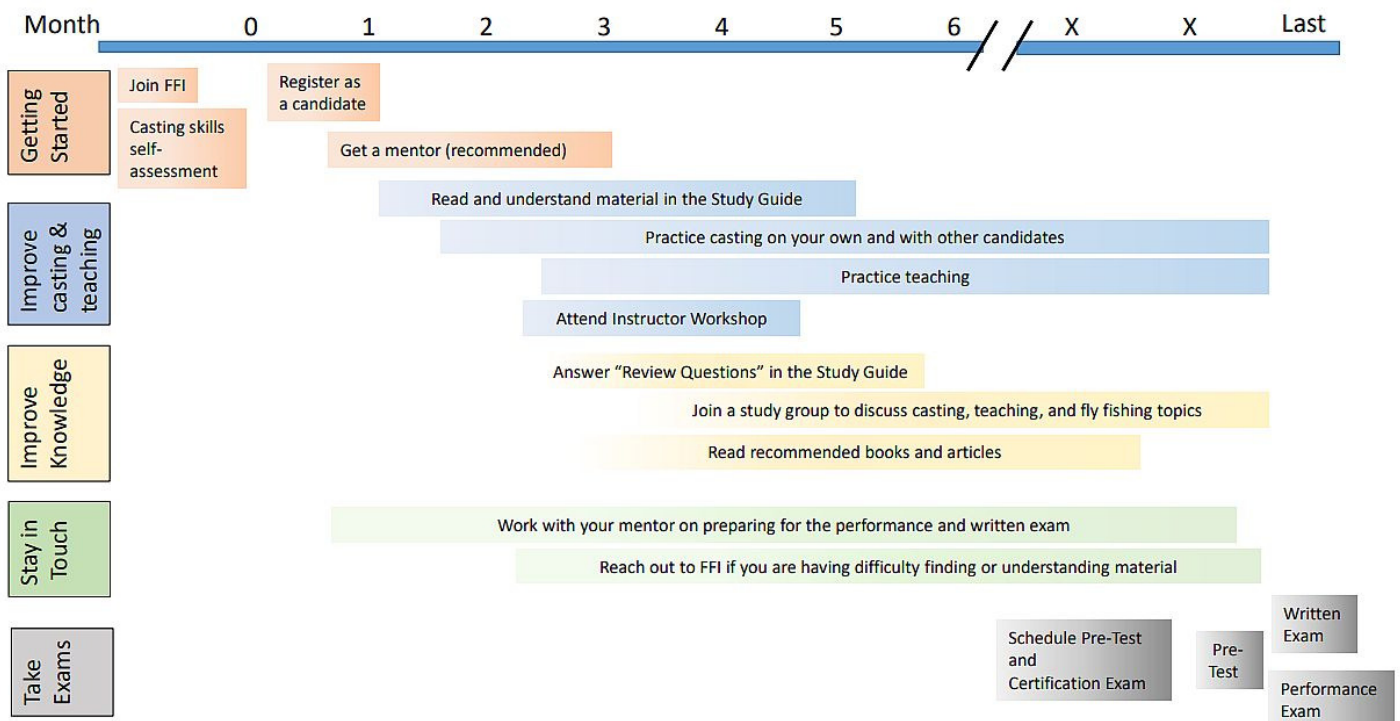 Month 0 1 2 3 4 5 6 X X Last
Getting
Started
Join FFI
Casting skills
self-
assessment
Register as
a candidate
Get a mentor (recommended)
Improve
casting &
teaching
Read and understand material in the Study Guide
Practice casting on your own and with other candidates
Practice teaching
Attend Instructor Workshop
Improve
Knowledge
Answer “Review Questions” in the Study Guide
Join a study group to discuss casting, teaching, and fly fishing topics
Read recommended books and articles
Stay in
Touch
Work with your mentor on preparing for the performance and written exam
Reach out to FFI if you are having difficulty finding or understanding material
Take
Exams
Schedule Pre-Test
and
Certification Exam
Pre-
Test
Written
Exam
Performance
Exam